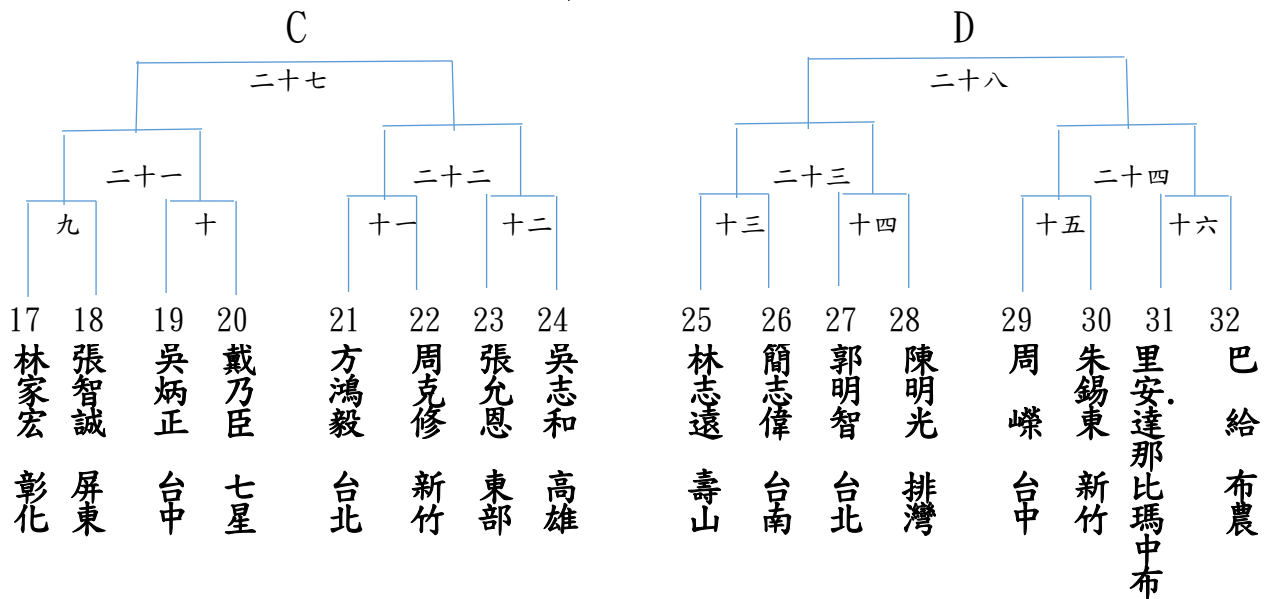 C
D
二十七
二十八
二十一
二十二
二十三
二十四
九
十
十一
十二
十三
十四
十五
十六
17
18
19
20
21
22
23
24
25
26
27
28
29
30
31
32
林家宏 彰化
張智誠 屏東
吳炳正 台中
戴乃臣 七星
方鴻毅 台北
周克修 新竹
張允恩 東部
吳志和 高雄
林志遠 壽山
簡志偉 台南
郭明智 台北
陳明光 排灣
周嶸 台中
朱錫東 新竹
里安.達那比瑪中布
巴給 布農